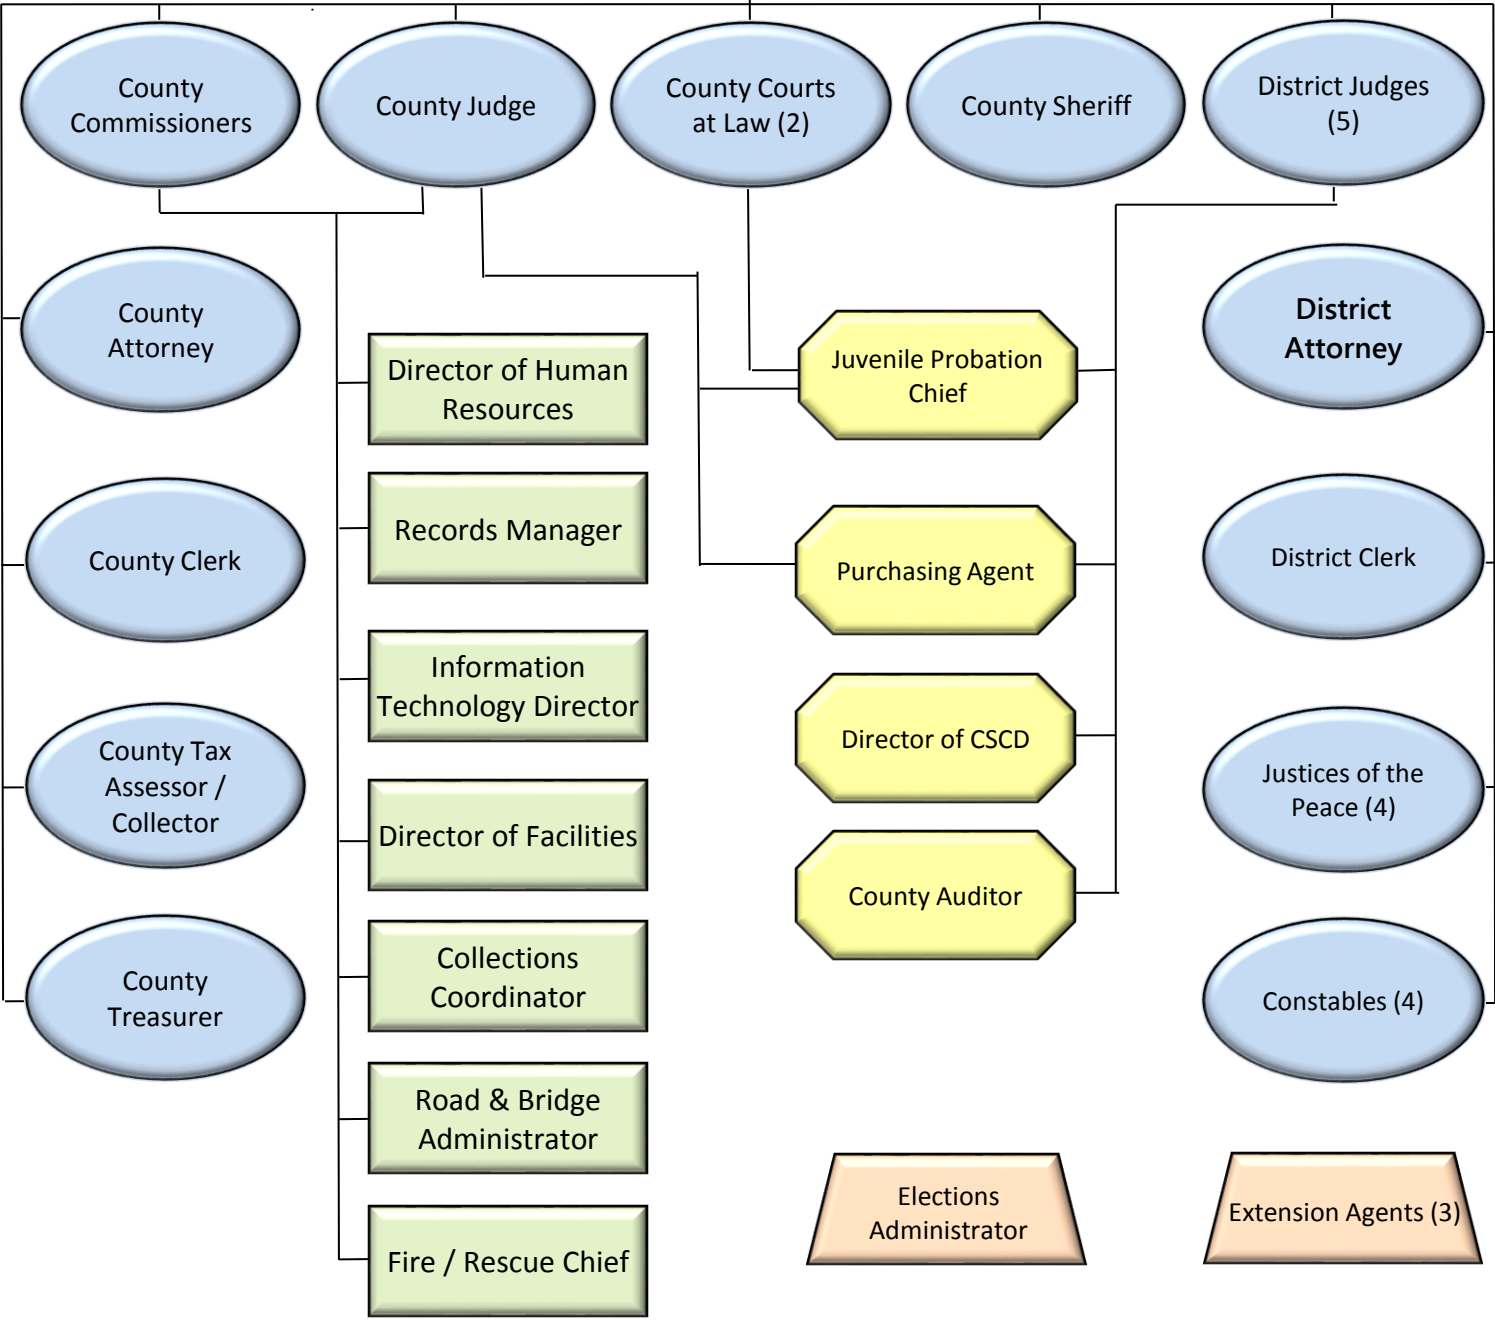 County
Commissioners
County Judge
County Courts
at Law (2)
County Sheriff
District Judges
(5)
County
Attorney
District
Attorney
Director of Human
Resources
Juvenile Probation
Chief
County Clerk
Records Manager
Purchasing Agent
District Clerk
Information
Technology Director
Director of CSCD
County Tax
Assessor /
Collector
Justices of the
Peace (4)
Director of Facilities
County Auditor
Collections
Coordinator
County
Treasurer
Constables (4)
Road & Bridge
Administrator
Elections
Administrator
Extension Agents (3)
Fire / Rescue Chief